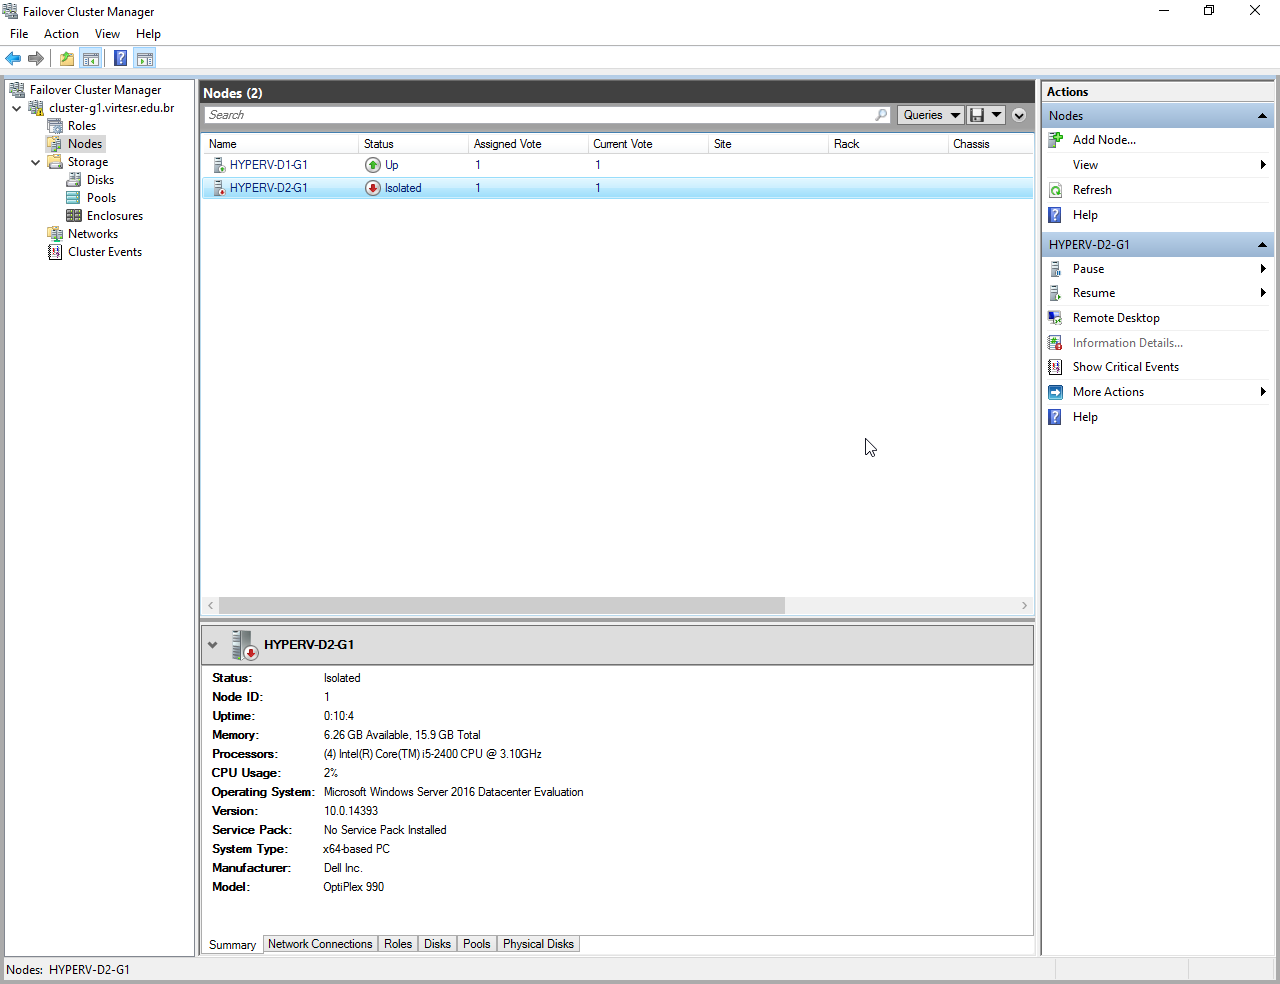 Failover Cluster Manager
File Action View Help
Failover Cluster Manager
cluster-g1.virtesr.edu.br
Roles
Nodes
Storage
Disks
Pools
Enclosures
Networks
Cluster Events
Nodes (2)
Search
Queries
Name Status Assigned Vote Current Vote Site Rack Chassis
HYPERV-D1-G1 Up 1 1
HYPERV-D2-G1 Isolated 1 1
HYPERV-D2-G1
Status: Isolated
Node ID: 1
Uptime: 0:10:4
Memory: 6.26 GB Available, 15.9 GB Total
Processors: (4) Intel(R) Core(TM) i5-2400 CPU @ 3.10GHz
CPU Usage: 2%
Operating System: Microsoft Windows Server 2016 Datacenter Evaluation
Version: 10.0.14393
Service Pack: No Service Pack Installed
System Type: x64-based PC
Manufacturer: Dell Inc.
Model: OptiPlex 990
Summary Network Connections Roles Disks Pools Physical Disks
Actions
Nodes
Add Node...
View
Refresh
Help
HYPERV-D2-G1
Pause
Resume
Remote Desktop
Information Details...
Show Critical Events
More Actions
Help
Nodes: HYPERV-D2-G1